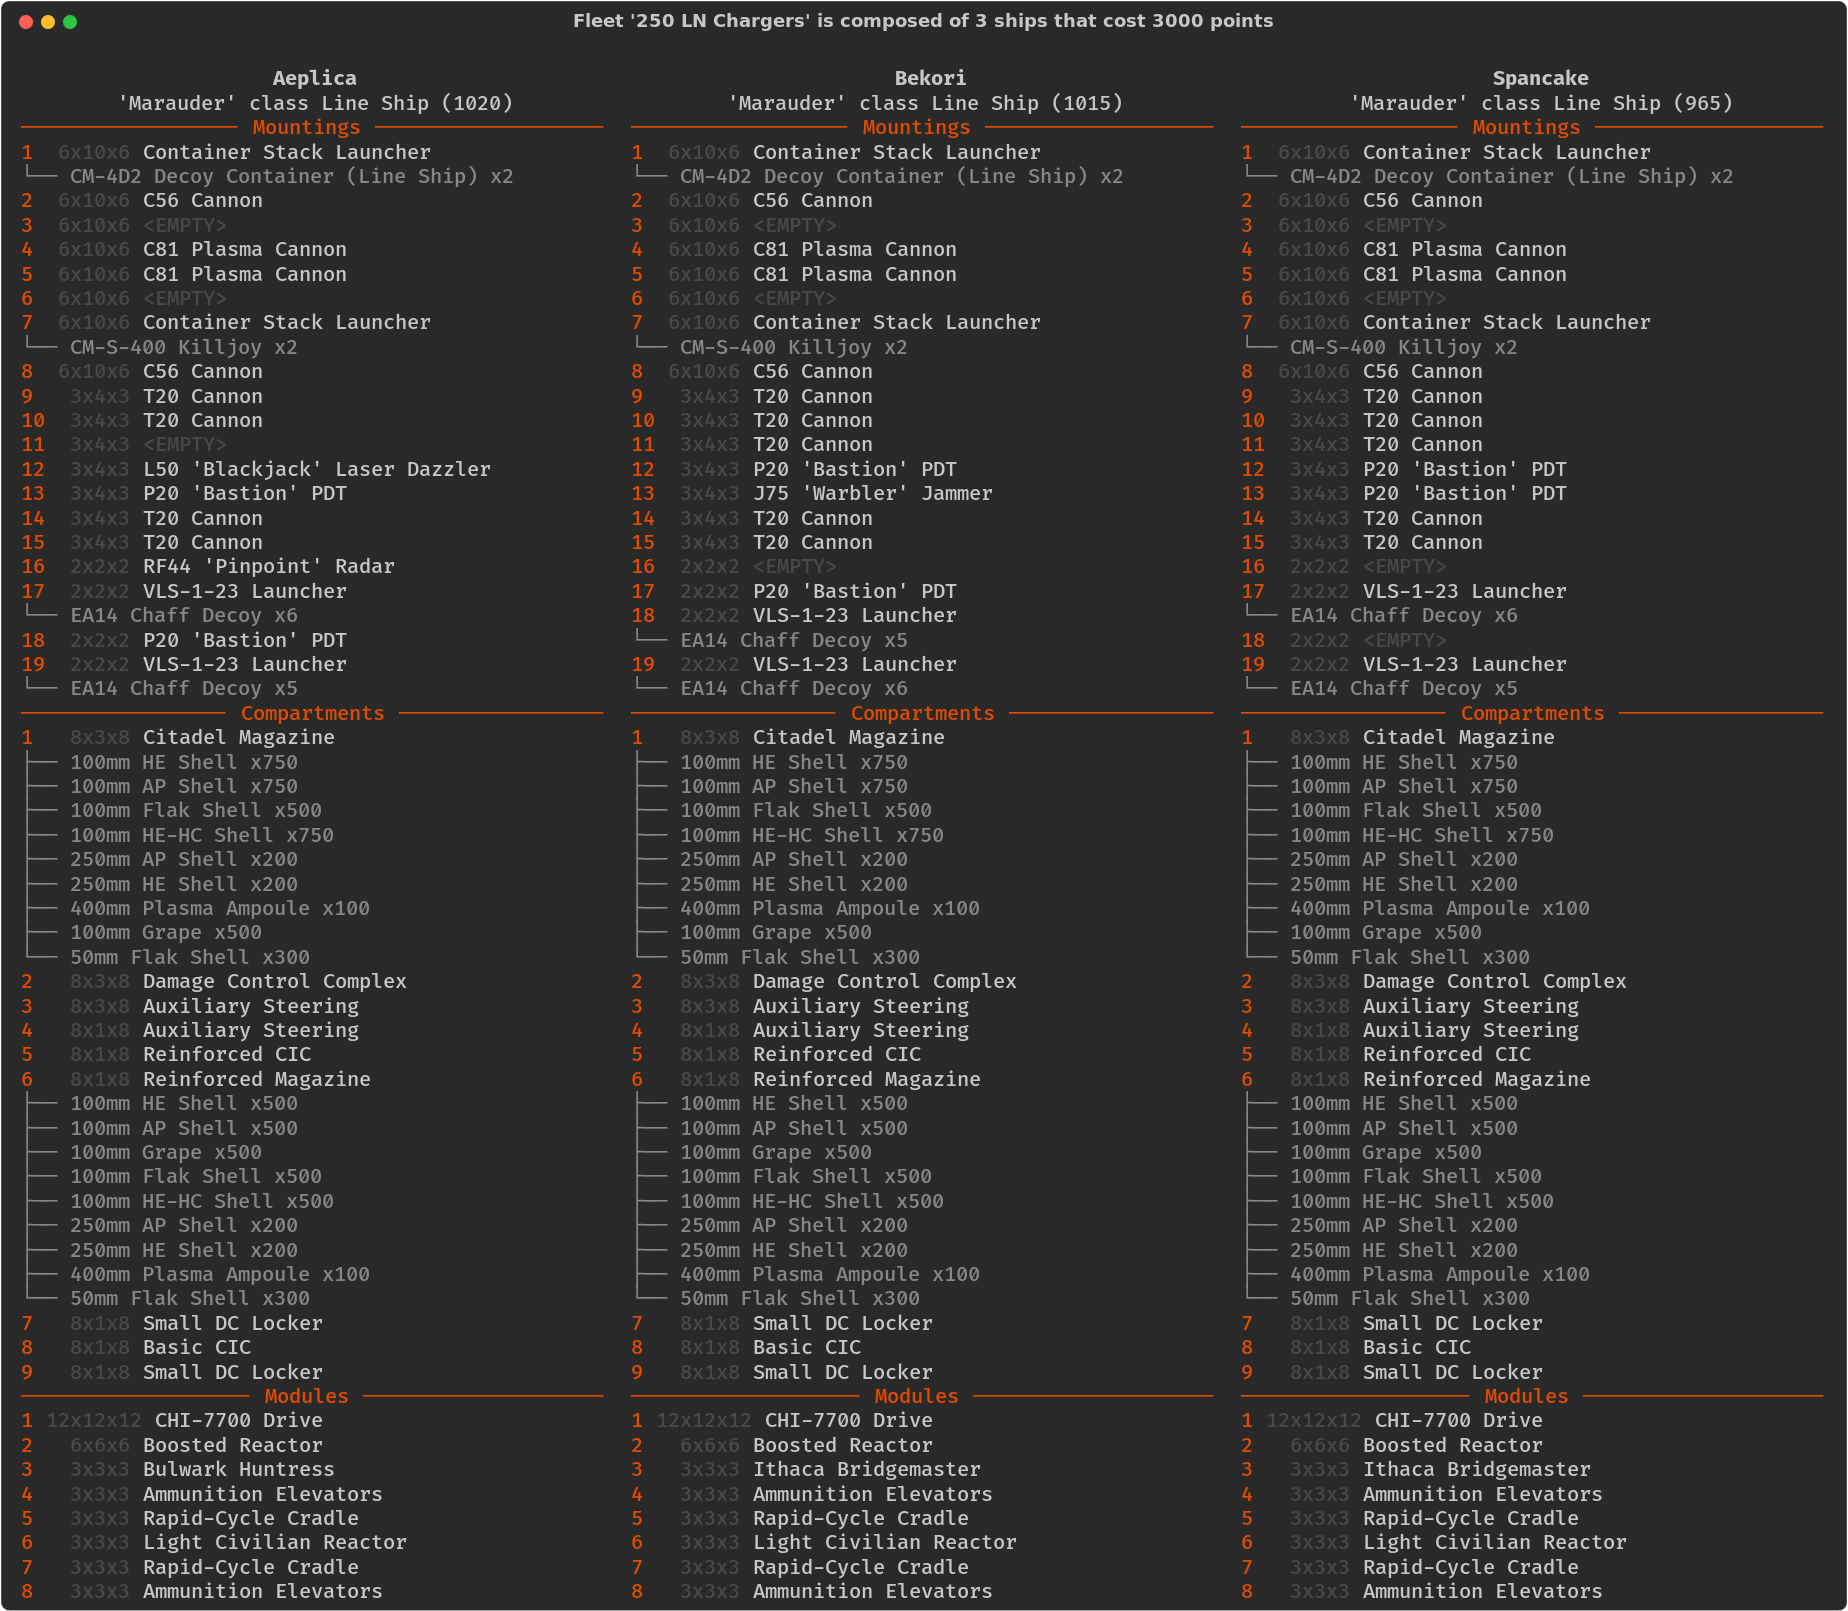 Fleet '250 LN Chargers' is composed of 3 ships that cost 3000 points
Aeplica
'Marauder' class Line Ship (1020)
Mountings
1 6x10x6 Container Stack Launcher
CM-4D2 Decoy Container (Line Ship) x2
2 6x10x6 C56 Cannon
3 6x10x6 <EMPTY>
4 6x10x6 C81 Plasma Cannon
5 6x10x6 C81 Plasma Cannon
6 6x10x6 <EMPTY>
7 6x10x6 Container Stack Launcher
CM-S-400 Killjoy x2
8 6x10x6 C56 Cannon
9 3x4x3 T20 Cannon
10 3x4x3 T20 Cannon
11 3x4x3 <EMPTY>
12 3x4x3 L50 'Blackjack' Laser Dazzler
13 3x4x3 P20 'Bastion' PDT
14 3x4x3 T20 Cannon
15 3x4x3 T20 Cannon
16 2x2x2 RF44 'Pinpoint' Radar
17 2x2x2 VLS-1-23 Launcher
EA14 Chaff Decoy x6
18 2x2x2 P20 'Bastion' PDT
19 2x2x2 VLS-1-23 Launcher
EA14 Chaff Decoy x5
Compartments
1 8x3x8 Citadel Magazine
100mm HE Shell x750
100mm AP Shell x750
100mm Flak Shell x500
100mm HE-HC Shell x750
250mm AP Shell x200
250mm HE Shell x200
400mm Plasma Ampoule x100
100mm Grape x500
50mm Flak Shell x300
2 8x3x8 Damage Control Complex
3 8x3x8 Auxiliary Steering
4 8x1x8 Auxiliary Steering
5 8x1x8 Reinforced CIC
6 8x1x8 Reinforced Magazine
100mm HE Shell x500
100mm AP Shell x500
100mm Grape x500
100mm Flak Shell x500
100mm HE-HC Shell x500
250mm AP Shell x200
250mm HE Shell x200
400mm Plasma Ampoule x100
50mm Flak Shell x300
7 8x1x8 Small DC Locker
8 8x1x8 Basic CIC
9 8x1x8 Small DC Locker
Modules
1 12x12x12 CHI-7700 Drive
2 6x6x6 Boosted Reactor
3 3x3x3 Bulwark Huntress
4 3x3x3 Ammunition Elevators
5 3x3x3 Rapid-Cycle Cradle
6 3x3x3 Light Civilian Reactor
7 3x3x3 Rapid-Cycle Cradle
8 3x3x3 Ammunition Elevators
Bekori
'Marauder' class Line Ship (1015)
Mountings
1 6x10x6 Container Stack Launcher
CM-4D2 Decoy Container (Line Ship) x2
2 6x10x6 C56 Cannon
3 6x10x6 <EMPTY>
4 6x10x6 C81 Plasma Cannon
5 6x10x6 C81 Plasma Cannon
6 6x10x6 <EMPTY>
7 6x10x6 Container Stack Launcher
CM-S-400 Killjoy x2
8 6x10x6 C56 Cannon
9 3x4x3 T20 Cannon
10 3x4x3 T20 Cannon
11 3x4x3 T20 Cannon
12 3x4x3 P20 'Bastion' PDT
13 3x4x3 J75 'Warbler' Jammer
14 3x4x3 T20 Cannon
15 3x4x3 T20 Cannon
16 2x2x2 <EMPTY>
17 2x2x2 P20 'Bastion' PDT
18 2x2x2 VLS-1-23 Launcher
EA14 Chaff Decoy x5
19 2x2x2 VLS-1-23 Launcher
EA14 Chaff Decoy x6
Compartments
1 8x3x8 Citadel Magazine
100mm HE Shell x750
100mm AP Shell x750
100mm Flak Shell x500
100mm HE-HC Shell x750
250mm AP Shell x200
250mm HE Shell x200
400mm Plasma Ampoule x100
100mm Grape x500
50mm Flak Shell x300
2 8x3x8 Damage Control Complex
3 8x3x8 Auxiliary Steering
4 8x1x8 Auxiliary Steering
5 8x1x8 Reinforced CIC
6 8x1x8 Reinforced Magazine
100mm HE Shell x500
100mm AP Shell x500
100mm Grape x500
100mm Flak Shell x500
100mm HE-HC Shell x500
250mm AP Shell x200
250mm HE Shell x200
400mm Plasma Ampoule x100
50mm Flak Shell x300
7 8x1x8 Small DC Locker
8 8x1x8 Basic CIC
9 8x1x8 Small DC Locker
Modules
1 12x12x12 CHI-7700 Drive
2 6x6x6 Boosted Reactor
3 3x3x3 Ithaca Bridgemaster
4 3x3x3 Ammunition Elevators
5 3x3x3 Rapid-Cycle Cradle
6 3x3x3 Light Civilian Reactor
7 3x3x3 Rapid-Cycle Cradle
8 3x3x3 Ammunition Elevators
Spancake
'Marauder' class Line Ship (965)
Mountings
1 6x10x6 Container Stack Launcher
CM-4D2 Decoy Container (Line Ship) x2
2 6x10x6 C56 Cannon
3 6x10x6 <EMPTY>
4 6x10x6 C81 Plasma Cannon
5 6x10x6 C81 Plasma Cannon
6 6x10x6 <EMPTY>
7 6x10x6 Container Stack Launcher
CM-S-400 Killjoy x2
8 6x10x6 C56 Cannon
9 3x4x3 T20 Cannon
10 3x4x3 T20 Cannon
11 3x4x3 T20 Cannon
12 3x4x3 P20 'Bastion' PDT
13 3x4x3 P20 'Bastion' PDT
14 3x4x3 T20 Cannon
15 3x4x3 T20 Cannon
16 2x2x2 <EMPTY>
17 2x2x2 VLS-1-23 Launcher
EA14 Chaff Decoy x6
18 2x2x2 <EMPTY>
19 2x2x2 VLS-1-23 Launcher
EA14 Chaff Decoy x5
Compartments
1 8x3x8 Citadel Magazine
100mm HE Shell x750
100mm AP Shell x750
100mm Flak Shell x500
100mm HE-HC Shell x750
250mm AP Shell x200
250mm HE Shell x200
400mm Plasma Ampoule x100
100mm Grape x500
50mm Flak Shell x300
2 8x3x8 Damage Control Complex
3 8x3x8 Auxiliary Steering
4 8x1x8 Auxiliary Steering
5 8x1x8 Reinforced CIC
6 8x1x8 Reinforced Magazine
100mm HE Shell x500
100mm AP Shell x500
100mm Grape x500
100mm Flak Shell x500
100mm HE-HC Shell x500
250mm AP Shell x200
250mm HE Shell x200
400mm Plasma Ampoule x100
50mm Flak Shell x300
7 8x1x8 Small DC Locker
8 8x1x8 Basic CIC
9 8x1x8 Small DC Locker
Modules
1 12x12x12 CHI-7700 Drive
2 6x6x6 Boosted Reactor
3 3x3x3 Ithaca Bridgemaster
4 3x3x3 Ammunition Elevators
5 3x3x3 Rapid-Cycle Cradle
6 3x3x3 Light Civilian Reactor
7 3x3x3 Rapid-Cycle Cradle
8 3x3x3 Ammunition Elevators